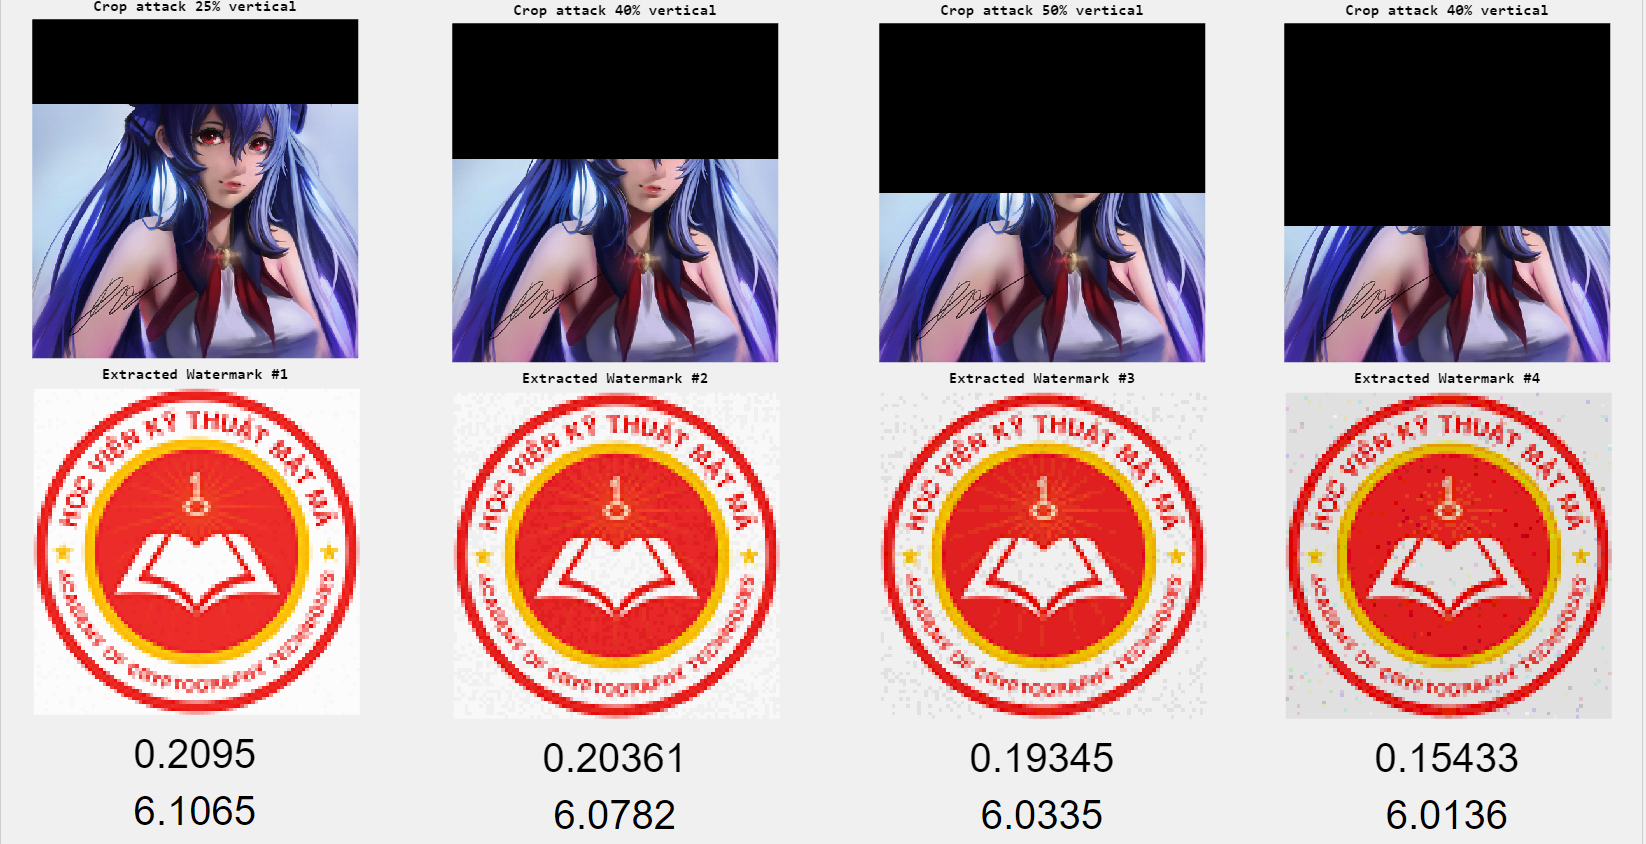 Crop attack 25% vertical
Crop attack 40% vertical
Crop attack 50% vertical
Crop attack 40% vertical
Extracted Watermark #1
Extracted Watermark #2
Extracted Watermark #3
Extracted Watermark #4
HỌC VIỆN KỸ THUẬT MẬT MÃ
ACADEMY OF CRYPTOGRAPHY TECHNIQUES
HỌC VIỆN KỸ THUẬT MẬT MÃ
ACADEMY OF CRYPTOGRAPHY TECHNIQUES
HỌC VIỆN KỸ THUẬT MẬT MÃ
ACADEMY OF CRYPTOGRAPHY TECHNIQUES
HỌC VIỆN KỸ THUẬT MẬT MÃ
ACADEMY OF CRYPTOGRAPHY TECHNIQUES
0.2095
0.20361
0.19345
0.15433
6.1065
6.0782
6.0335
6.0136